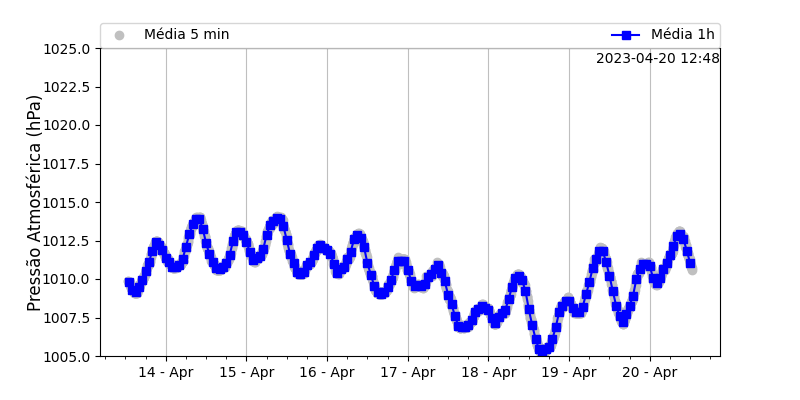 Média 5 min
Média 1h
2023-04-20 12:48
Pressão Atmosférica (hPa)
1025.0
1022.5
1020.0
1017.5
1015.0
1012.5
1010.0
1007.5
1005.0
14 - Apr
15 - Apr
16 - Apr
17 - Apr
18 - Apr
19 - Apr
20 - Apr